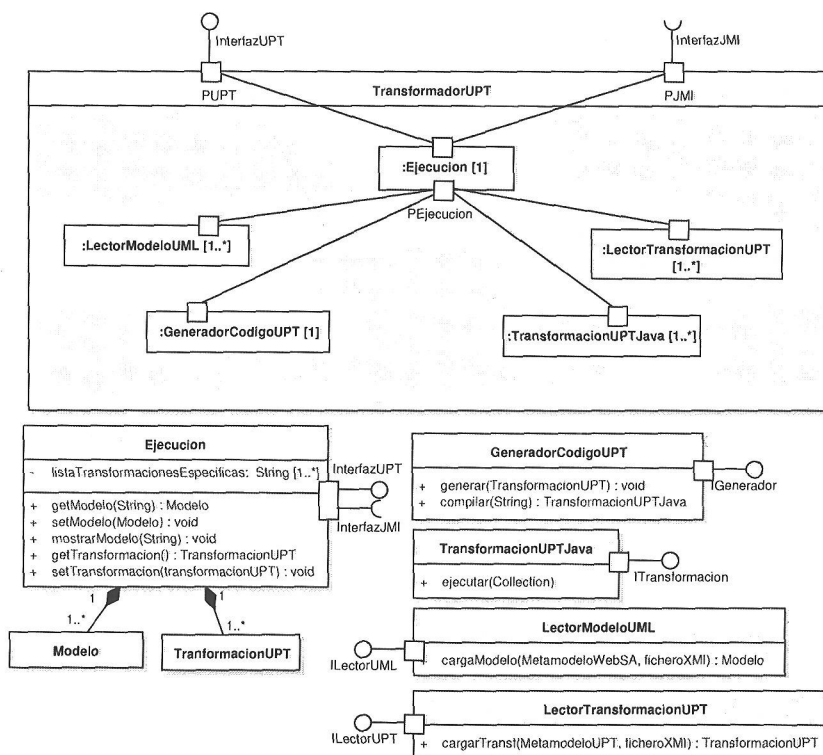 InterfazUPT
InterfazJMI
PUPT
TransformadorUPT
PJMI
:Ejecucion [1]
PEjecucion
:LectorModeloUML [1..*]
:LectorTransformacionUPT
[1..*]
:GeneradorCodigoUPT [1]
:TransformacionUPTJava [1..*]
Ejecucion
- listaTransformacionesEspecificas: String [1..*]
+ getModelo(String) : Modelo
+ setModelo(Modelo) : void
+ mostrarModelo(String) : void
+ getTransformacion() : TransformacionUPT
+ setTransformacion(transformacionUPT) : void
InterfazUPT
InterfazJMI
1
1
1..*
1..*
Modelo
TranformacionUPT
GeneradorCodigoUPT
+ generar(TransformacionUPT) : void
+ compilar(String) : TransformacionUPTJava
IGenerador
TransformacionUPTJava
+ ejecutar(Collection)
ITransformacion
LectorModeloUML
+ cargaModelo(MetamodeloWebSA, ficheroXMI) : Modelo
ILectorUML
LectorTransformacionUPT
+ cargarTransf(MetamodeloUPT, ficheroXMI) : TransformacionUPT
ILectorUPT